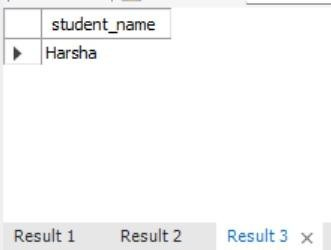 student_name
Harsha
Result 1 Result 2 Result 3